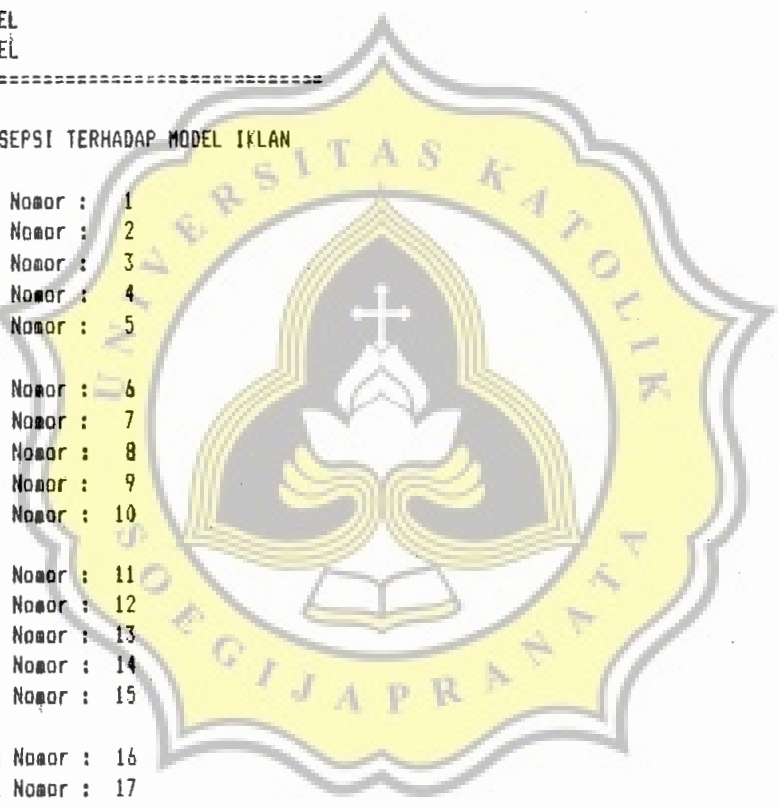 EL
EL
==============================
SEPSI TERHADAP MODEL IKLAN
Nomor : 1
Nomor : 2
Nomor : 3
Nomor : 4
Nomor : 5
Nomor : 6
Nomor : 7
Nomor : 8
Nomor : 9
Nomor : 10
Nomor : 11
Nomor : 12
Nomor : 13
Nomor : 14
Nomor : 15
Nomor : 16
Nomor : 17
UNIVERSITAS KATOLIK
SOEGIJAPRANATA